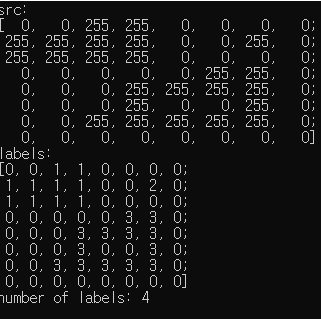 src:
[  0,   0, 255, 255,   0,   0,   0,   0;
 255, 255, 255, 255,   0,   0, 255,   0;
 255, 255, 255, 255,   0,   0,   0,   0;
   0,   0,   0,   0,   0, 255, 255,   0;
   0,   0,   0, 255, 255, 255, 255,   0;
   0,   0,   0, 255,   0,   0, 255,   0;
   0,   0, 255, 255, 255, 255, 255,   0;
   0,   0,   0,   0,   0,   0,   0,   0]
labels:
[0, 0, 1, 1, 0, 0, 0, 0;
 1, 1, 1, 1, 0, 0, 2, 0;
 1, 1, 1, 1, 0, 0, 0, 0;
 0, 0, 0, 0, 0, 3, 3, 0;
 0, 0, 0, 3, 3, 3, 3, 0;
 0, 0, 0, 3, 0, 0, 3, 0;
 0, 0, 3, 3, 3, 3, 3, 0;
 0, 0, 0, 0, 0, 0, 0, 0]
number of labels: 4